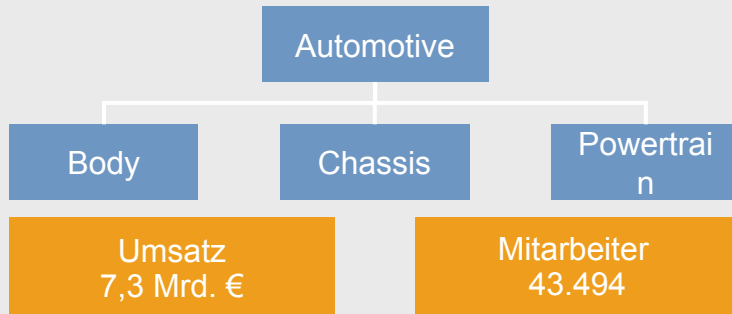 Automotive
Body
Chassis
Powertrai
n
Umsatz
7,3 Mrd. €
Mitarbeiter
43.494